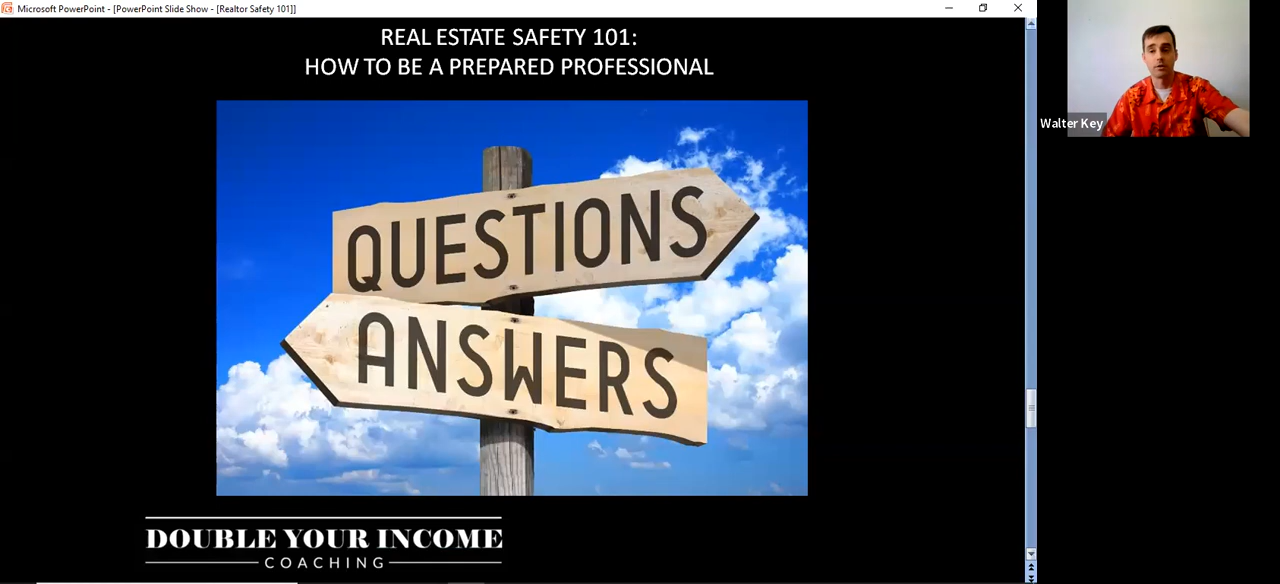 Microsoft PowerPoint - [PowerPoint Slide Show - [Realtor Safety 101]]
REAL ESTATE SAFETY 101:
HOW TO BE A PREPARED PROFESSIONAL
Walter Key
QUESTIONS
ANSWERS
DOUBLE YOUR INCOME
COACHING